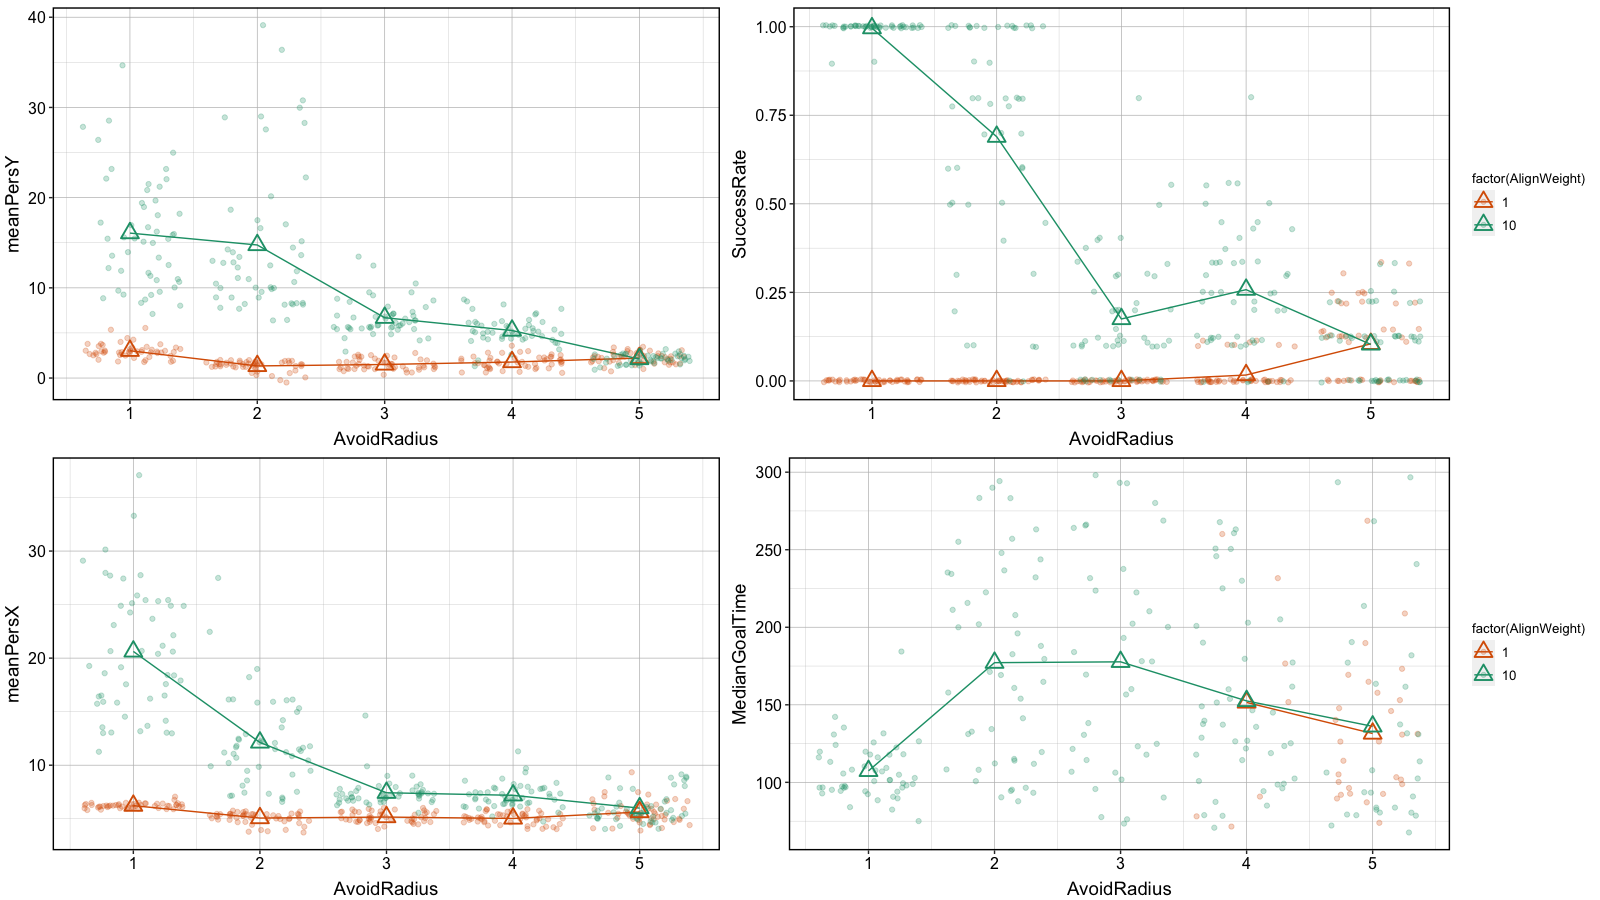 meanPersY
40
30
20
10
0
1 2 3 4 5
AvoidRadius
SuccessRate
1.00
0.75
0.50
0.25
0.00
1 2 3 4 5
AvoidRadius
factor(AlignWeight)
1
10
meanPersX
30
20
10
1 2 3 4 5
AvoidRadius
MedianGoalTime
300
250
200
150
100
1 2 3 4 5
AvoidRadius
factor(AlignWeight)
1
10